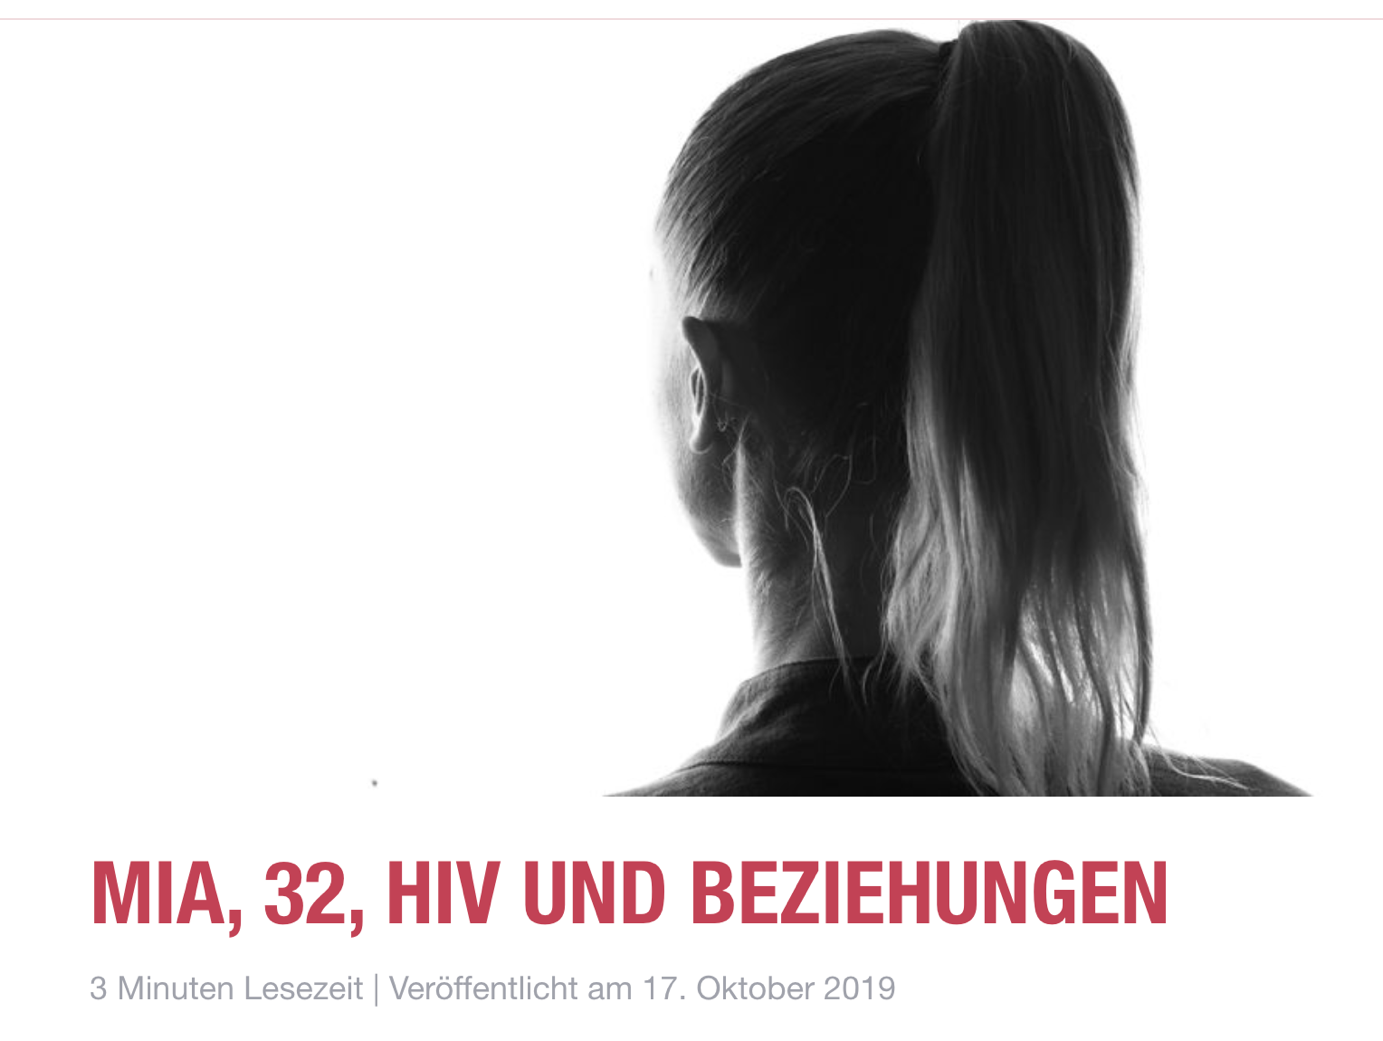 MIA, 32, HIV UND BEZIEHUNGEN
3 Minuten Lesezeit | Veröffentlicht am 17. Oktober 2019